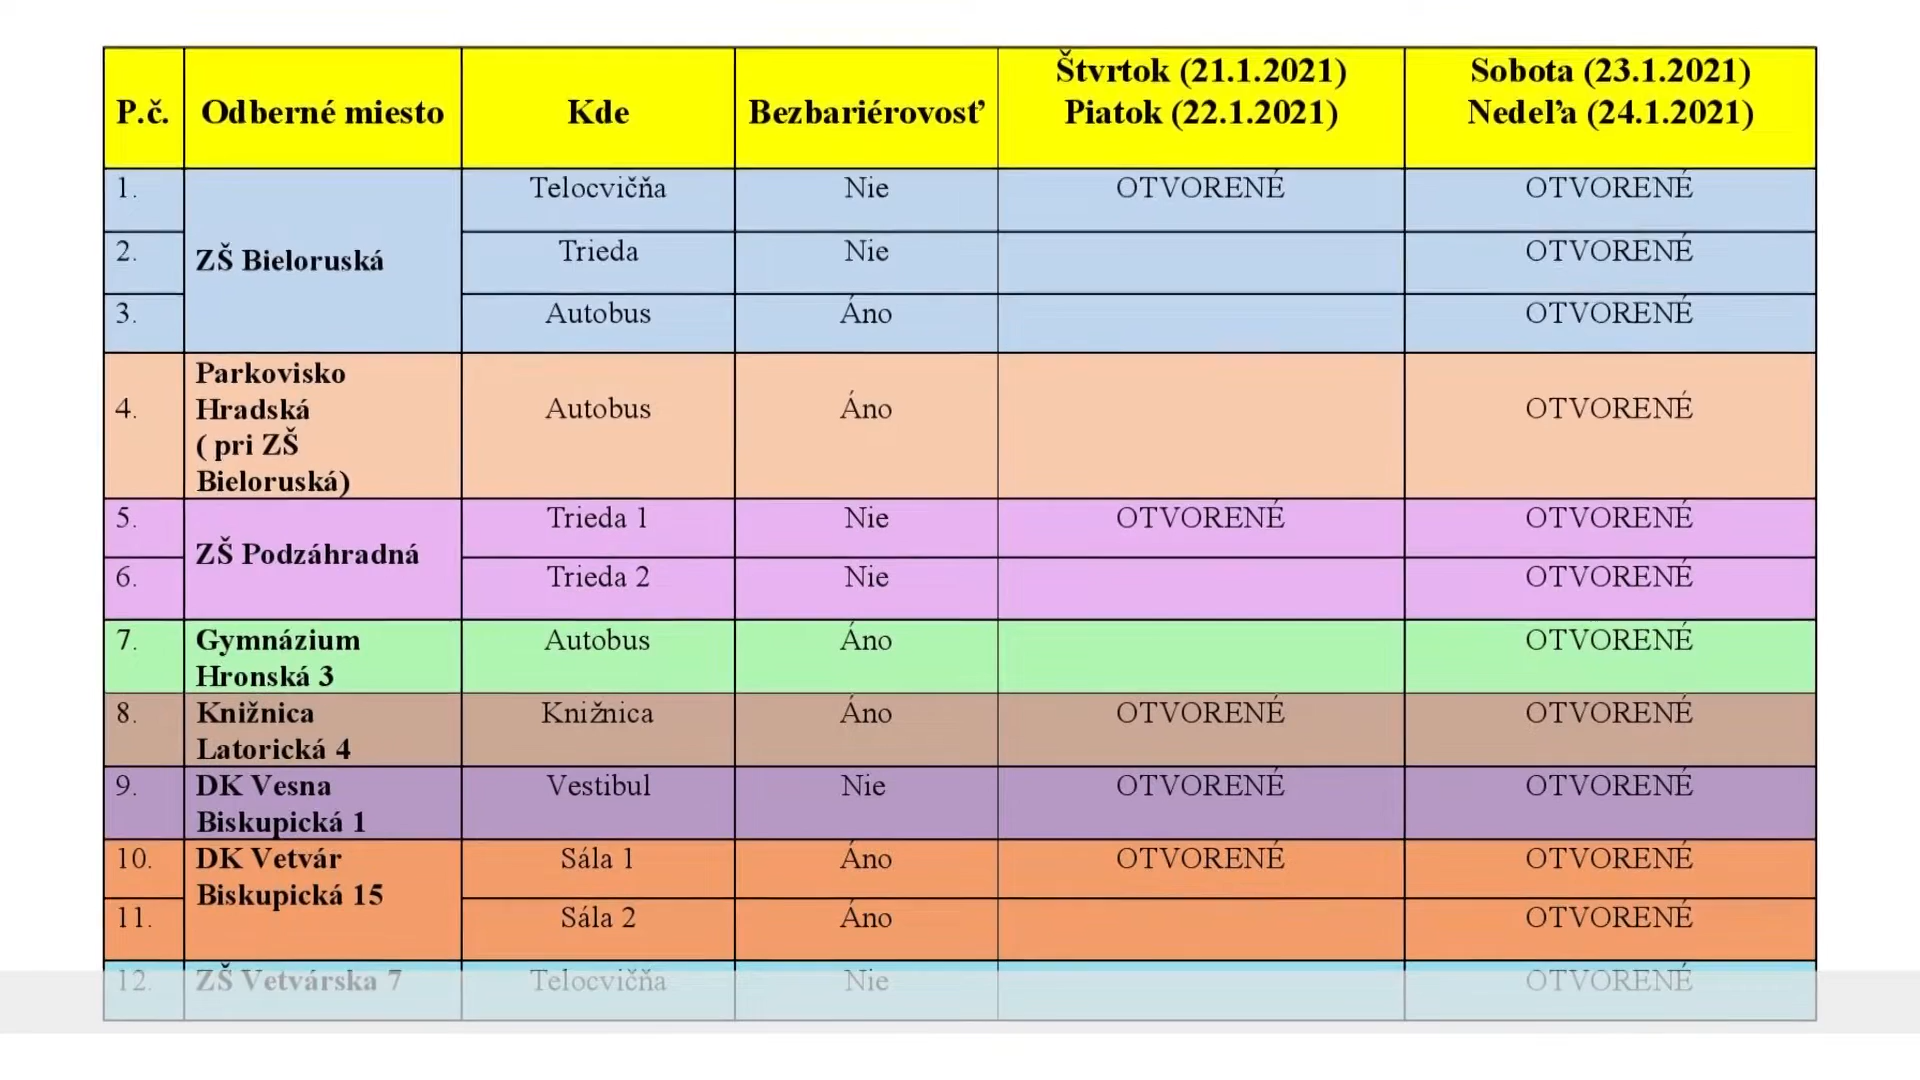 P.č. Odberné miesto Kde Bezbariérovosť Štvrtok (21.1.2021) Sobota (23.1.2021)
Piatok (22.1.2021) Nedeľa (24.1.2021)
1. Telocvičňa Nie OTVORENÉ OTVORENÉ
ZŠ Bieloruská
2. Trieda Nie OTVORENÉ
3. Autobus Áno OTVORENÉ
Parkovisko
4. Hradská Autobus Áno OTVORENÉ
( pri ZŠ
Bieloruská)
5. Trieda 1 Nie OTVORENÉ OTVORENÉ
ZŠ Podzáhradná
6. Trieda 2 Nie OTVORENÉ
7. Gymnázium Autobus Áno OTVORENÉ
Hronská 3
8. Knižnica Knižnica Áno OTVORENÉ OTVORENÉ
Latorická 4
9. DK Vesna Vestibul Nie OTVORENÉ OTVORENÉ
Biskupická 1
10. DK Vetvár Sála 1 Áno OTVORENÉ OTVORENÉ
Biskupická 15
11. Sála 2 Áno OTVORENÉ
12. ZŠ Vetvárska 7 Telocvičňa Nie OTVORENÉ